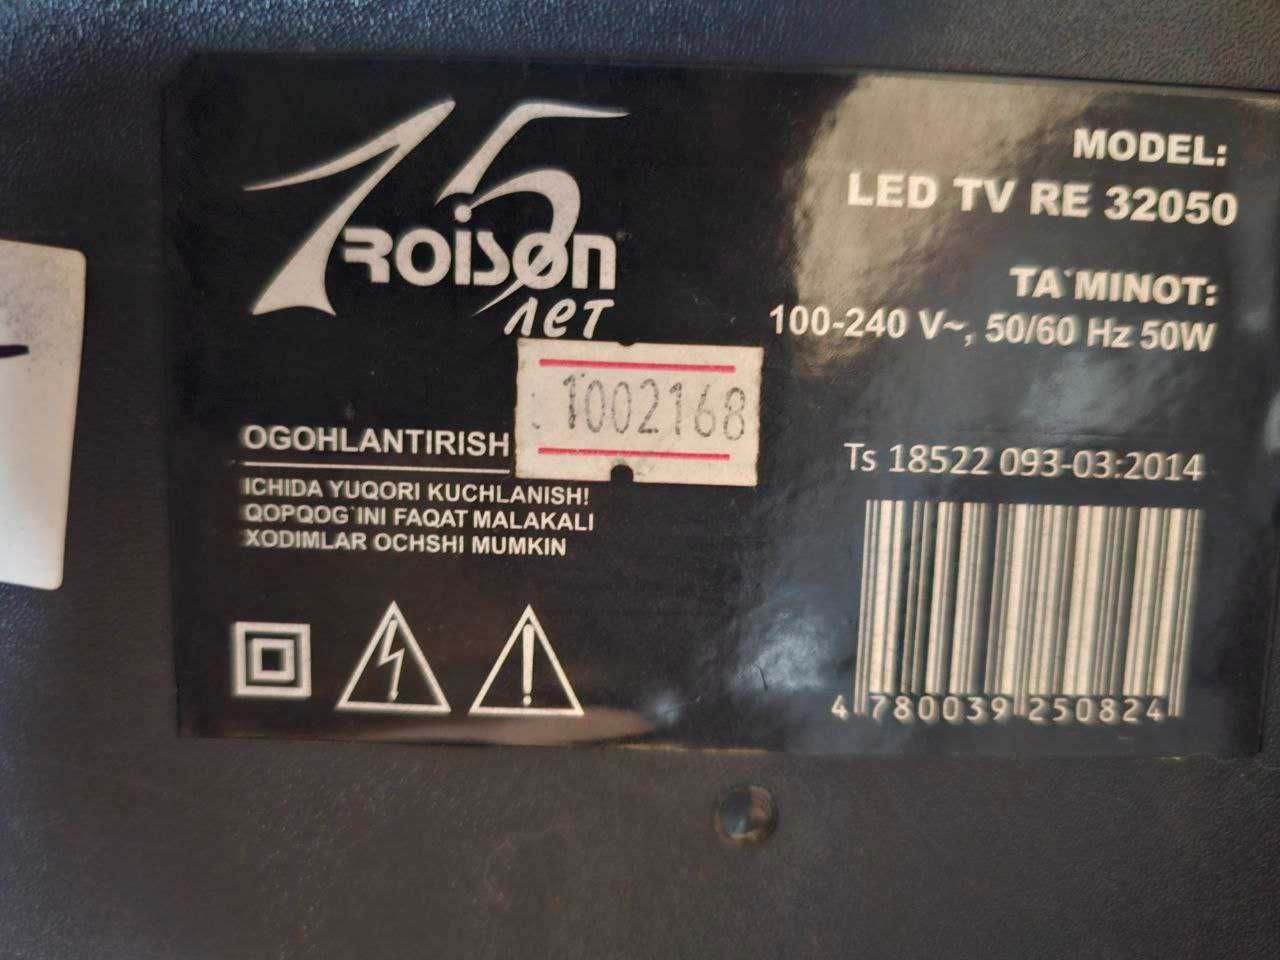 15
ROISON
лет
MODEL:
LED TV RE 32050
TA`MINOT:
100-240 V~, 50/60 Hz 50W
1002168
OGOHLANTIRISH
ICHIDA YUQORI KUCHLANISH!
QOPQOG`INI FAQAT MALAKALI
XODIMLAR OCHSHI MUMKIN
Ts 18522 093-03:2014
4 780039 250824